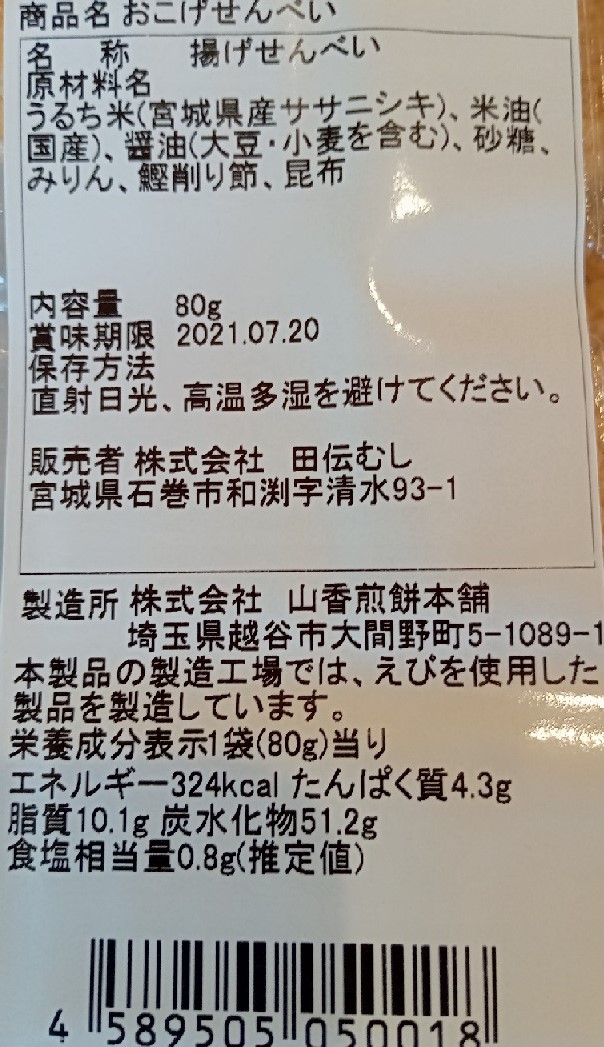 商品名 おこげせんべい
名　称　揚げせんべい
原材料名
うるち米(宮城県産ササニシキ)、米油(
国産)、醤油(大豆・小麦を含む)、砂糖、
みりん、鰹削り節、昆布
内容量　80g
賞味期限 2021.07.20
保存方法
直射日光、高温多湿を避けてください。
販売者 株式会社　田伝むし
宮城県石巻市和渕字清水93-1
製造所 株式会社　山香煎餅本舗
埼玉県越谷市大間野町5-1089-1
本製品の製造工場では、えびを使用した
製品を製造しています。
栄養成分表示1袋(80g)当り
エネルギー324kcal たんぱく質4.3g
脂質10.1g 炭水化物51.2g
食塩相当量0.8g(推定値)
4 589505 050018